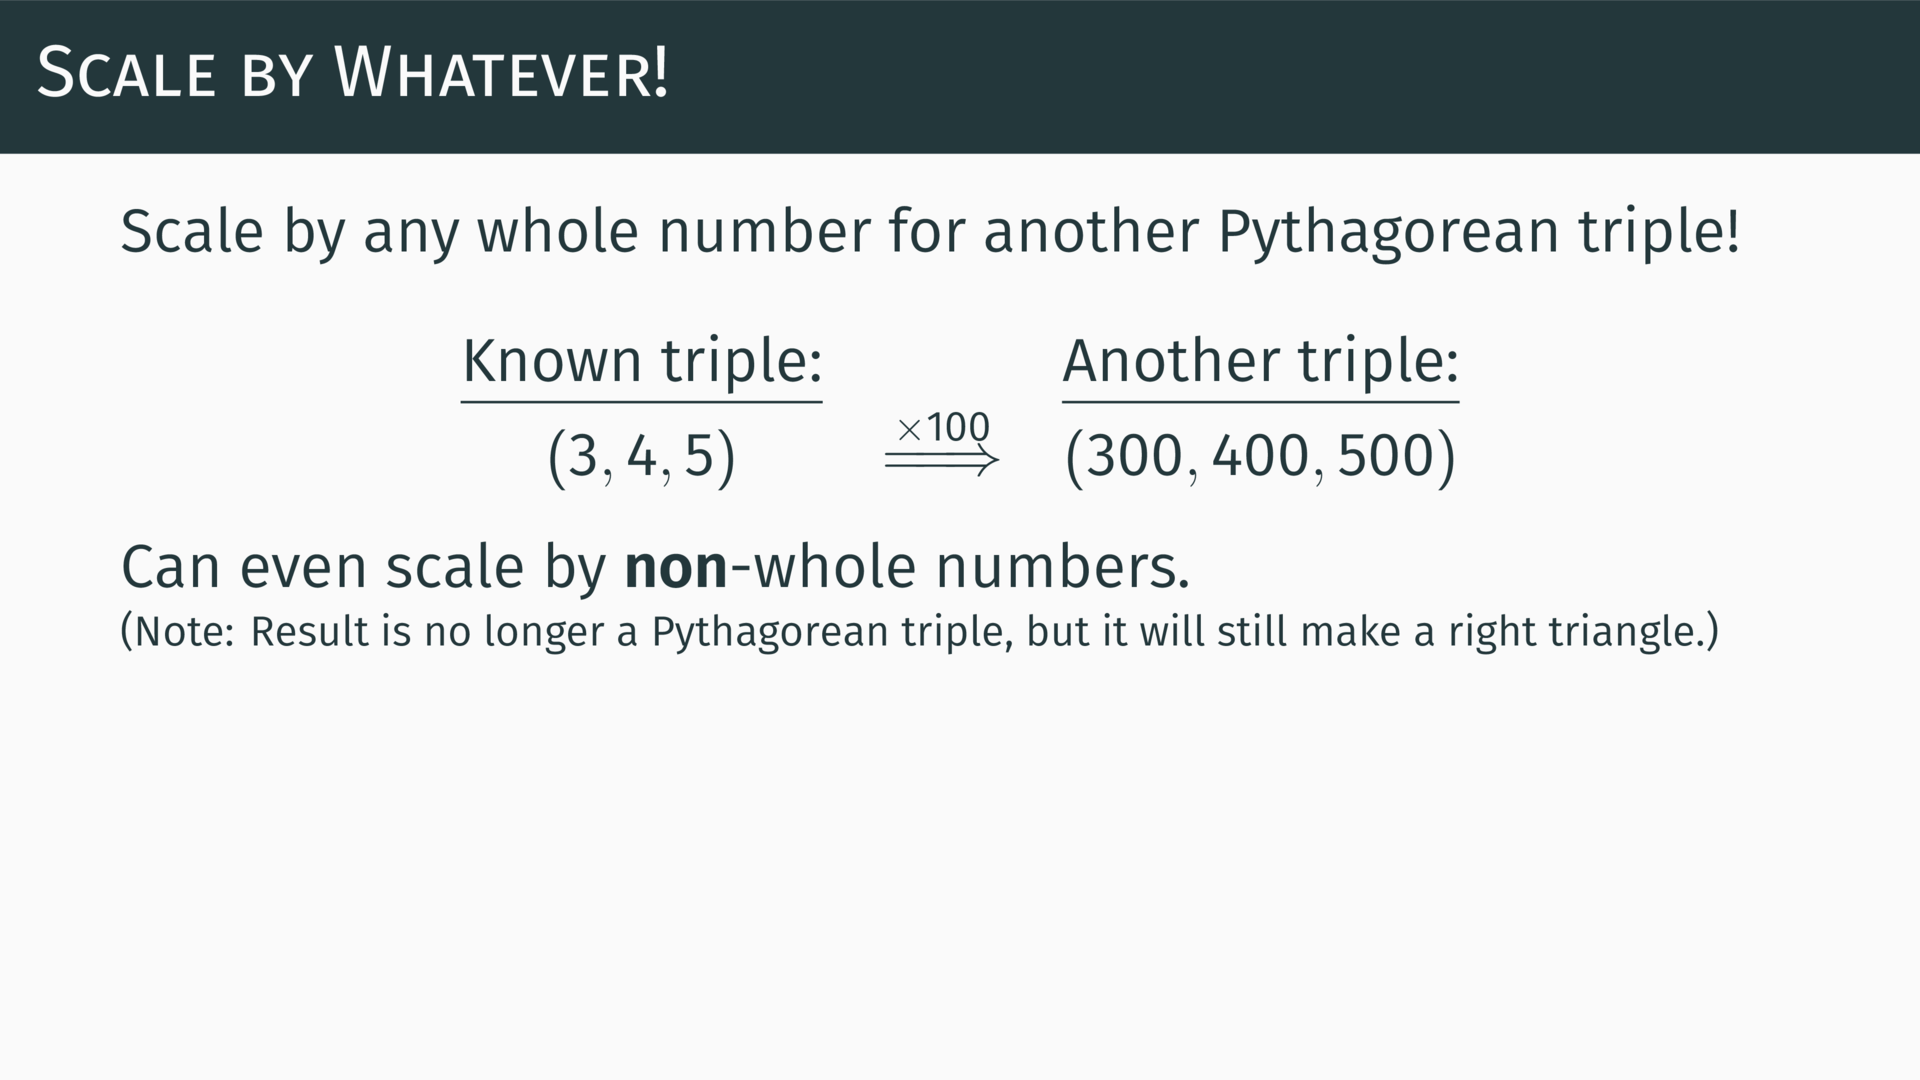 Scale by Whatever!
Scale by any whole number for another Pythagorean triple!
Known triple: Another triple:
(3, 4, 5) ×100 ⟹ (300, 400, 500)
Can even scale by non-whole numbers.
(Note: Result is no longer a Pythagorean triple, but it will still make a right triangle.)